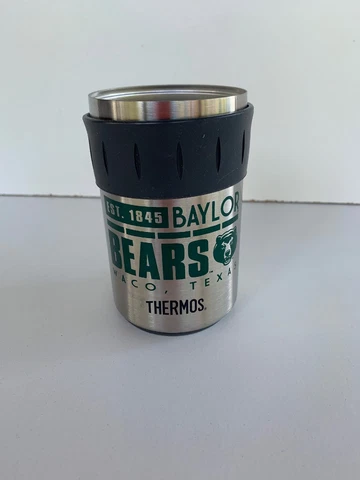 EST. 1845 BAYLOR
BEARS
WACO, TEXAS
THERMOS.